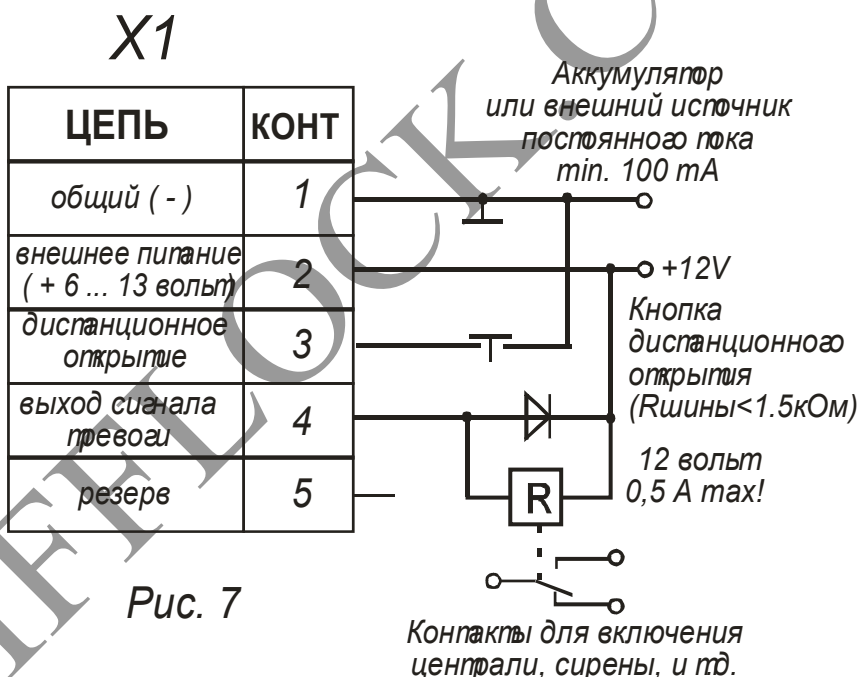 X1
ЦЕПЬ КОНТ
общий ( - ) 1
внешнее питание
( + 6 ... 13 вольт) 2
дистанционное
открытие 3
выход сигнала
тревоги 4
резерв 5
Аккумулятор
или внешний источник
постоянного тока
min. 100 mA
+12V
Кнопка
дистанционного
открытия
(Rшины<1.5кОм)
12 вольт
0,5 A max!
R
Контакты для включения
централи, сирены, и тд.
Рис. 7
IFFLOCK.C